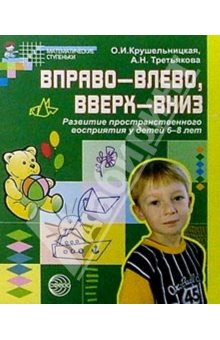 МАТЕМАТИЧЕСКИЕ
СТУПЕНЬКИ
О.И.Крушельницкая,
А.Н. Третьякова
ВПРАВО—ВЛЕВО,
ВВЕРХ—ВНИЗ
Развитие пространственного
восприятия у детей 6–8 лет